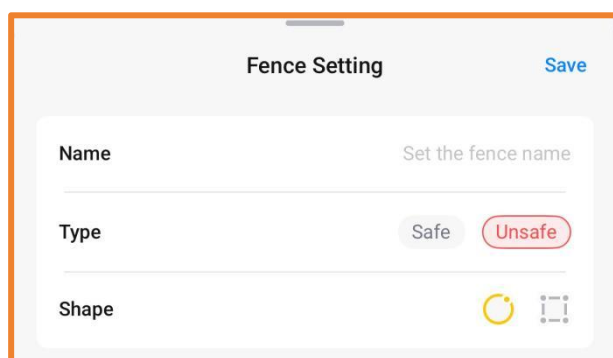 Fence Setting
Save
Name
Set the fence name
Type
Safe
Unsafe
Shape